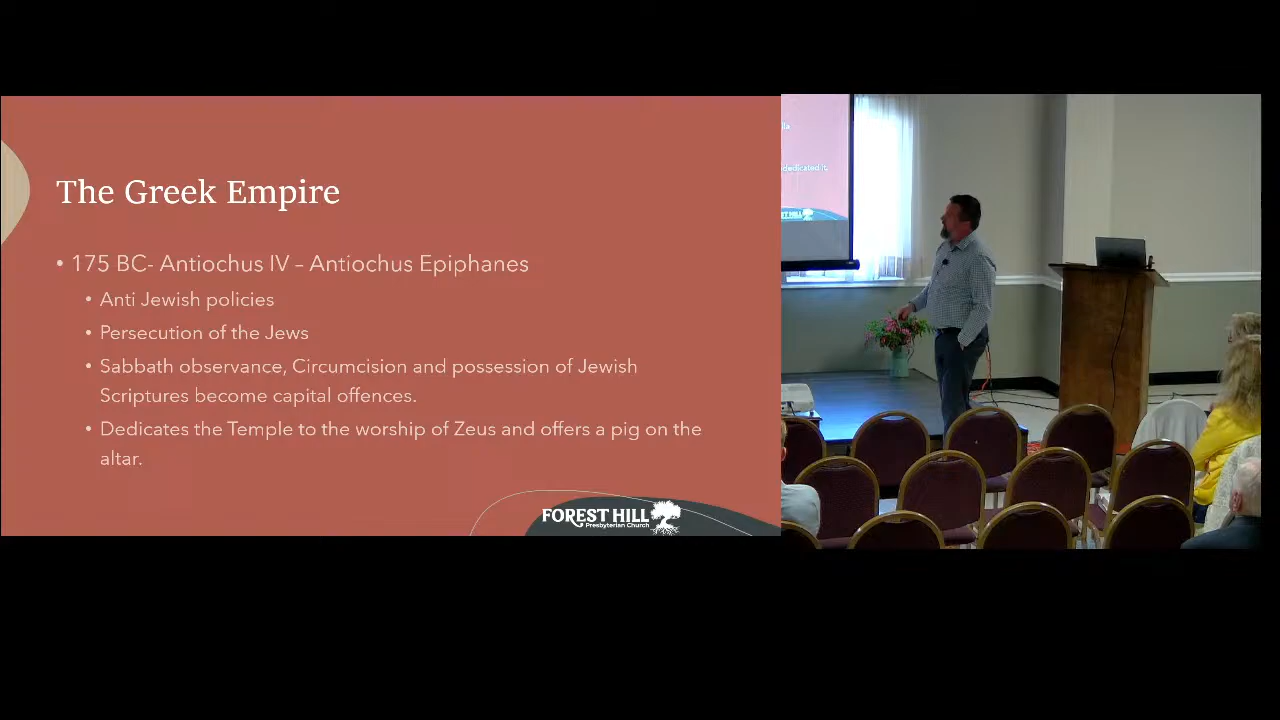 The Greek Empire
• 175 BC- Antiochus IV – Antiochus Epiphanes
• Anti Jewish policies
• Persecution of the Jews
• Sabbath observance, Circumcision and possession of Jewish
Scriptures become capital offences.
• Dedicates the Temple to the worship of Zeus and offers a pig on the
altar.
FOREST HILL
Presbyterian Church
dedicated it.